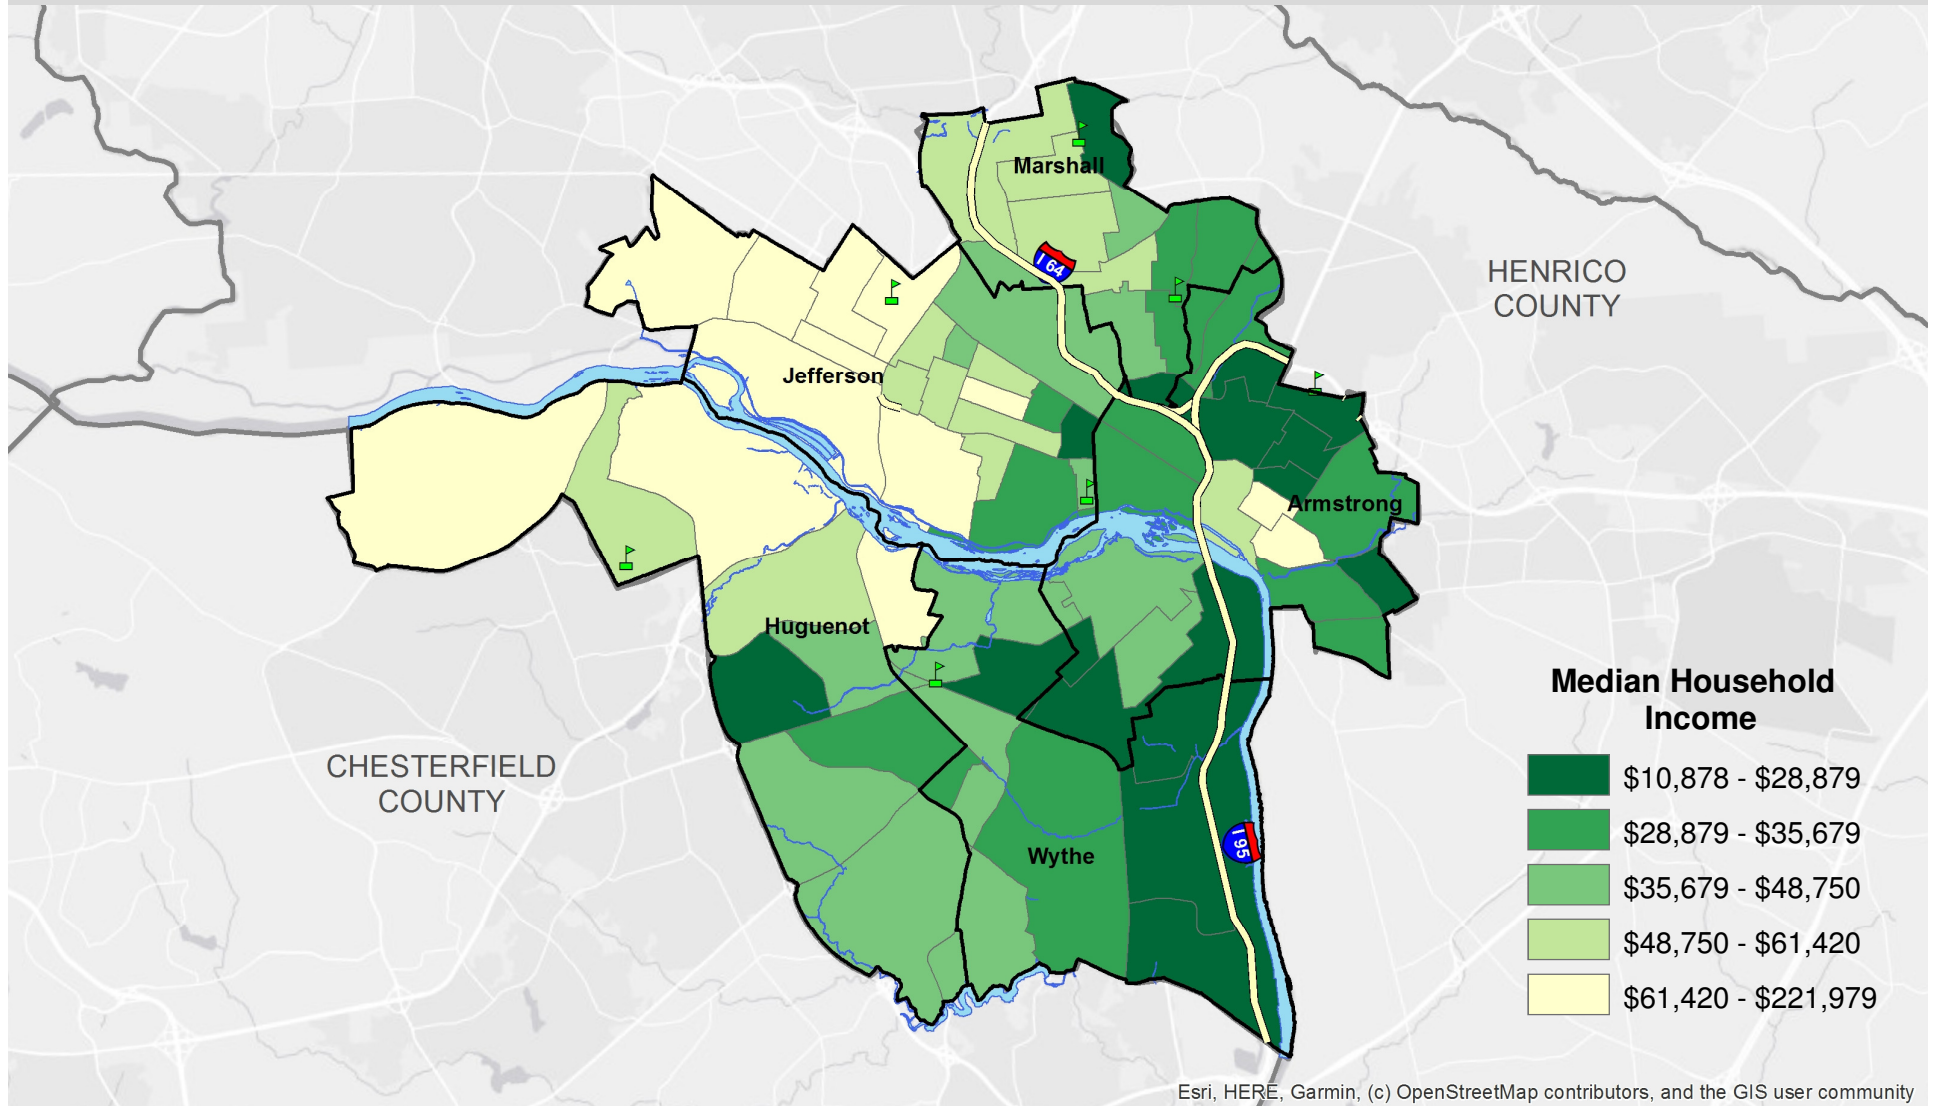 Marshall
I 64
HENRICO
COUNTY
Jefferson
Armstrong
Huguenot
CHESTERFIELD
COUNTY
Wythe
I 95
Median Household
Income
$10,878 - $28,879
$28,879 - $35,679
$35,679 - $48,750
$48,750 - $61,420
$61,420 - $221,979
Esri, HERE, Garmin, (c) OpenStreetMap contributors, and the GIS user community